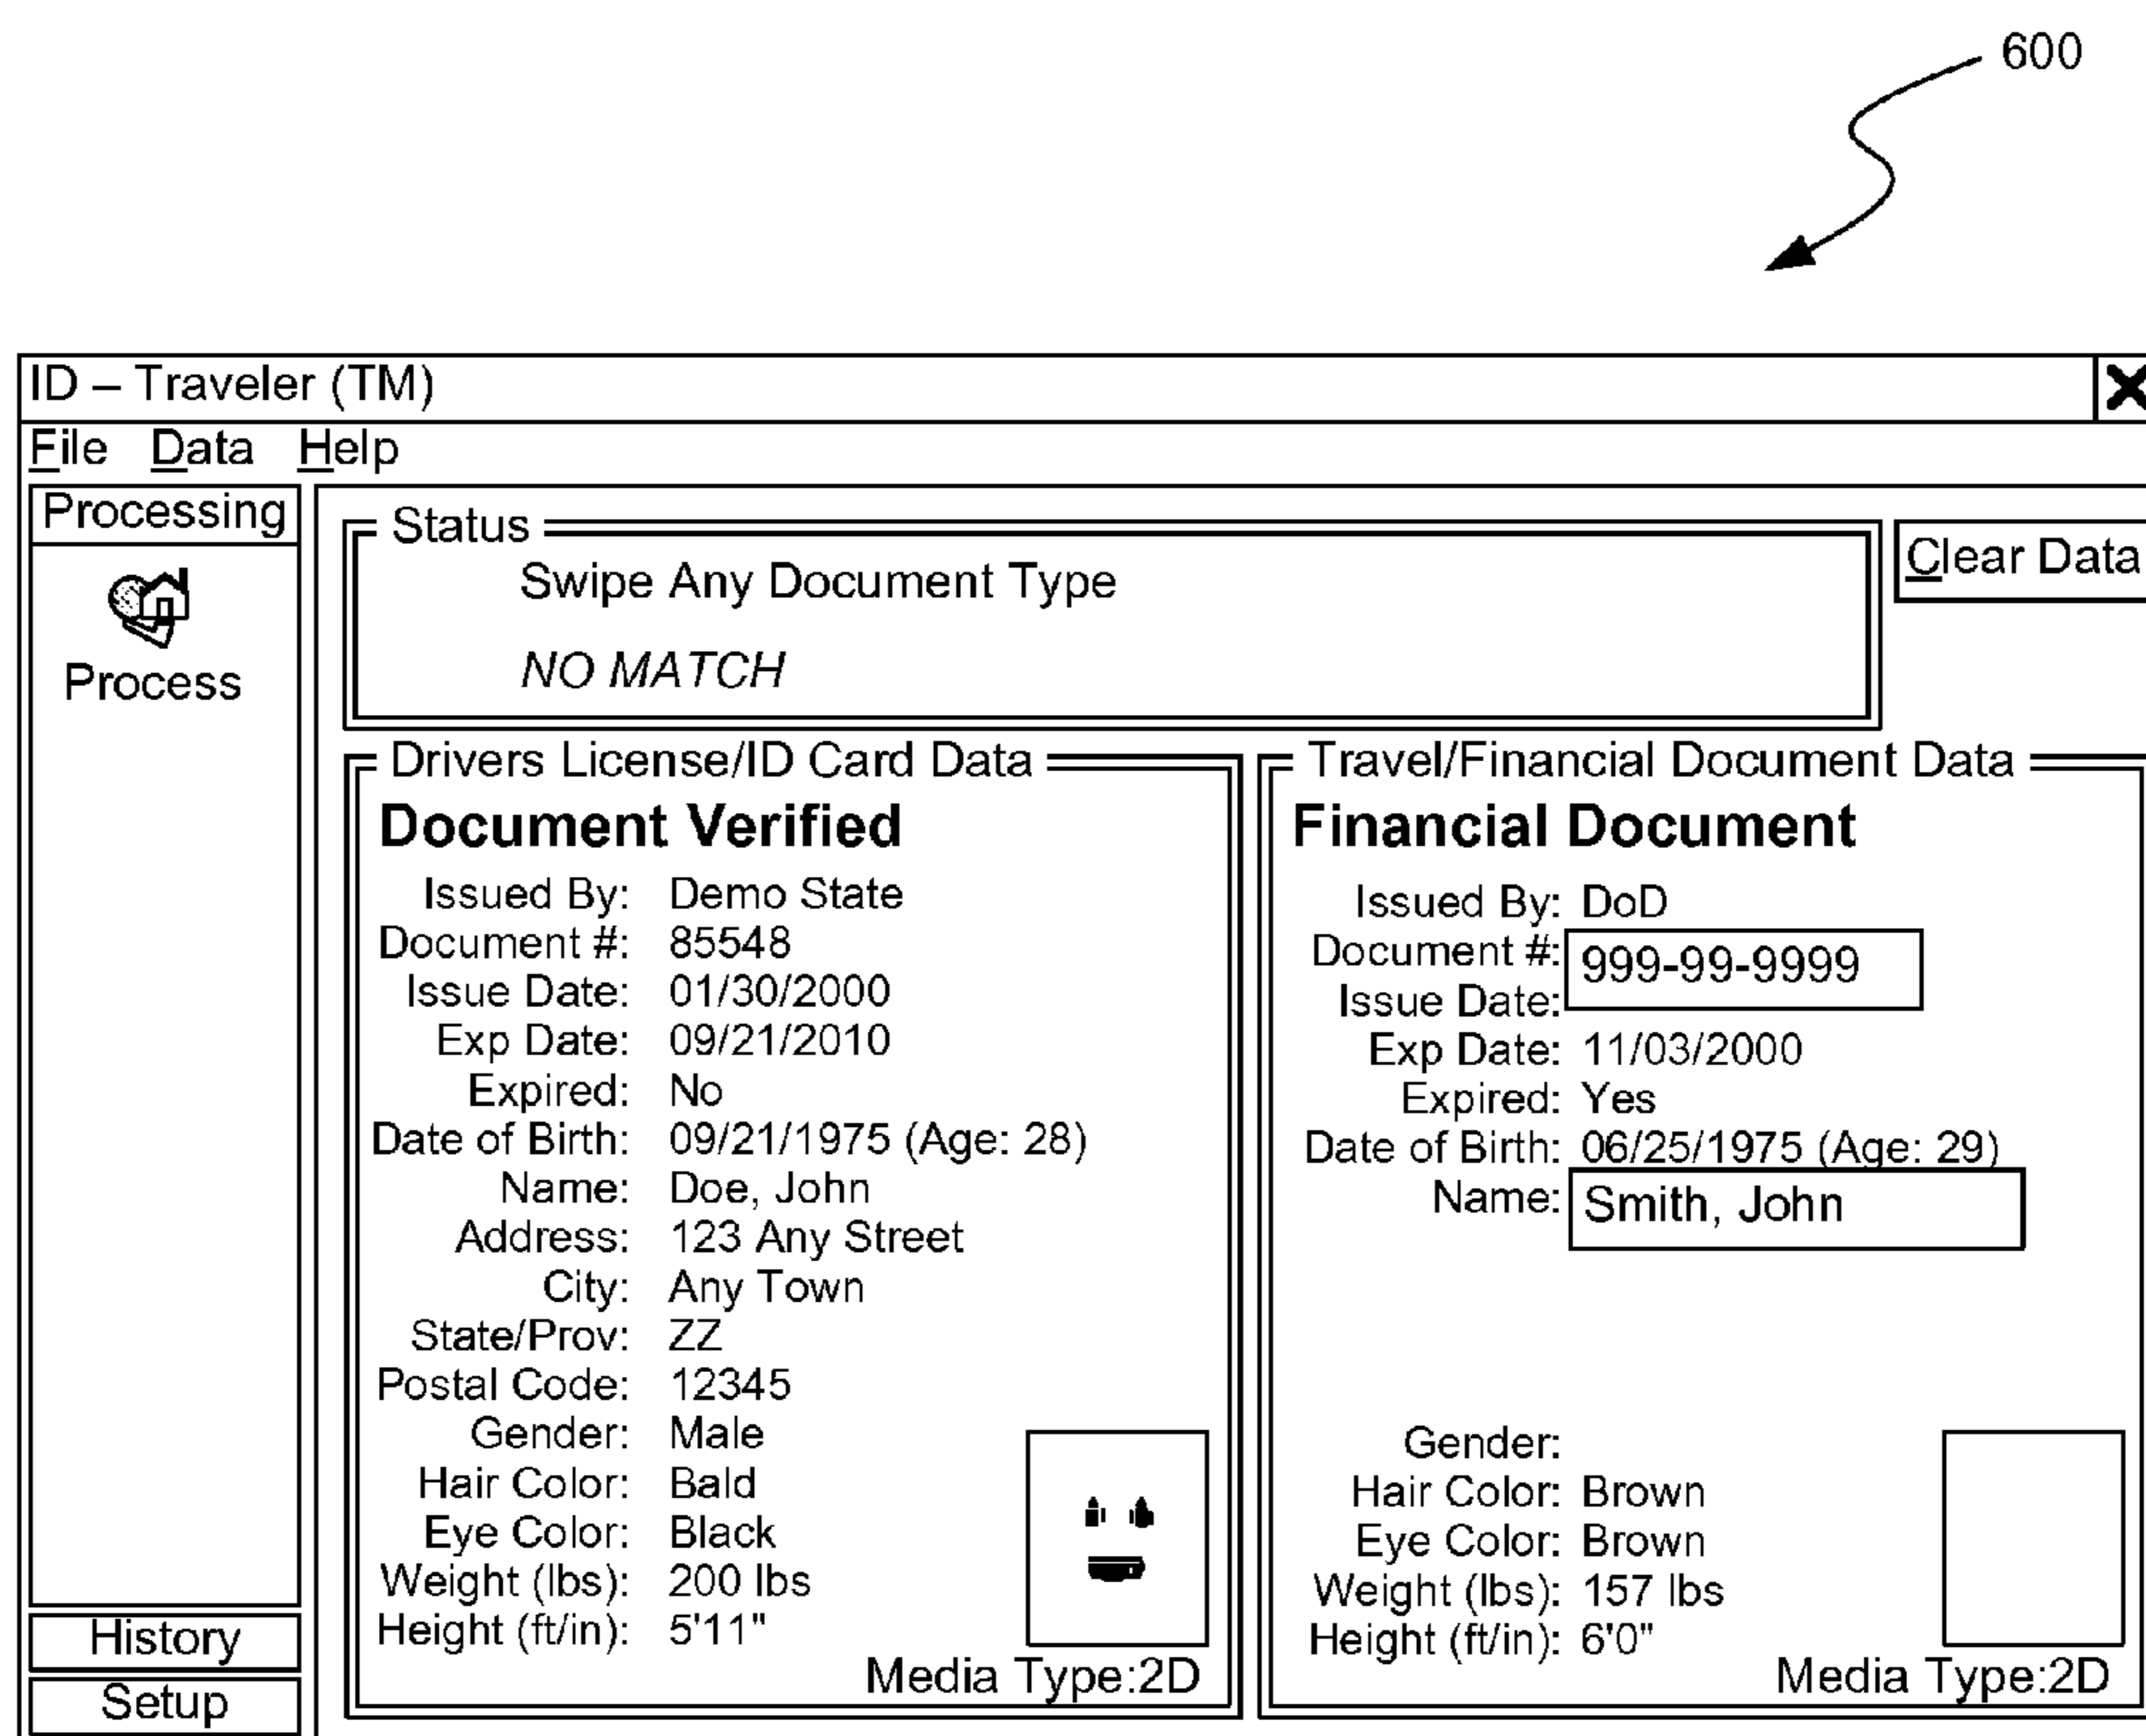 600
ID – Traveler (TM)
File Data Help
Processing
Process
History
Setup
Status
Swipe Any Document Type
NO MATCH
Clear Data
Drivers License/ID Card Data
Document Verified
Issued By: Demo State
Document #: 85548
Issue Date: 01/30/2000
Exp Date: 09/21/2010
Expired: No
Date of Birth: 09/21/1975 (Age: 28)
Name: Doe, John
Address: 123 Any Street
City: Any Town
State/Prov: ZZ
Postal Code: 12345
Gender: Male
Hair Color: Bald
Eye Color: Black
Weight (lbs): 200 lbs
Height (ft/in): 5'11"
Media Type:2D
Travel/Financial Document Data
Financial Document
Issued By: DoD
Document #: 999-99-9999
Issue Date:
Exp Date: 11/03/2000
Expired: Yes
Date of Birth: 06/25/1975 (Age: 29)
Name: Smith, John
Gender:
Hair Color: Brown
Eye Color: Brown
Weight (lbs): 157 lbs
Height (ft/in): 6'0"
Media Type:2D